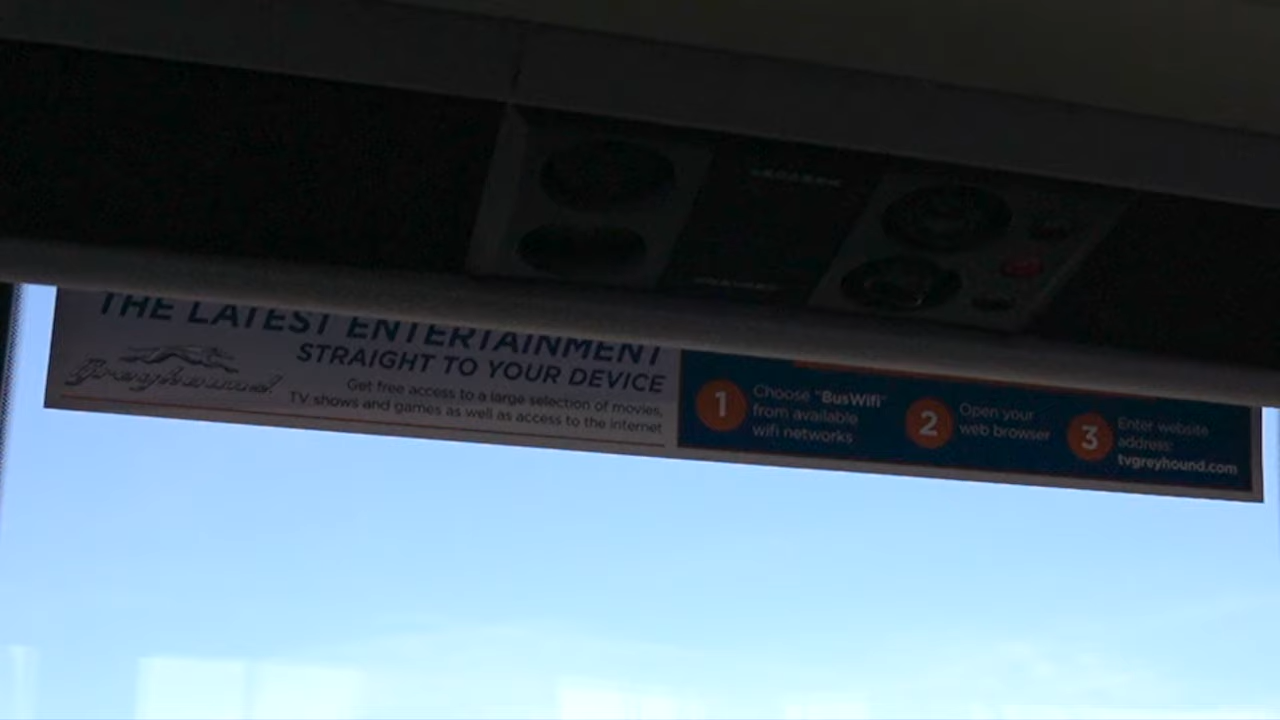 THE LATEST ENTERTAINMENT
STRAIGHT TO YOUR DEVICE
Greyhound
Get free access to a large selection of movies,
TV shows and games as well as access to the internet
1
Choose "BusWifi"
from available
wifi networks
2
Open your
web browser
3
Enter website
address:
tvgreyhound.com